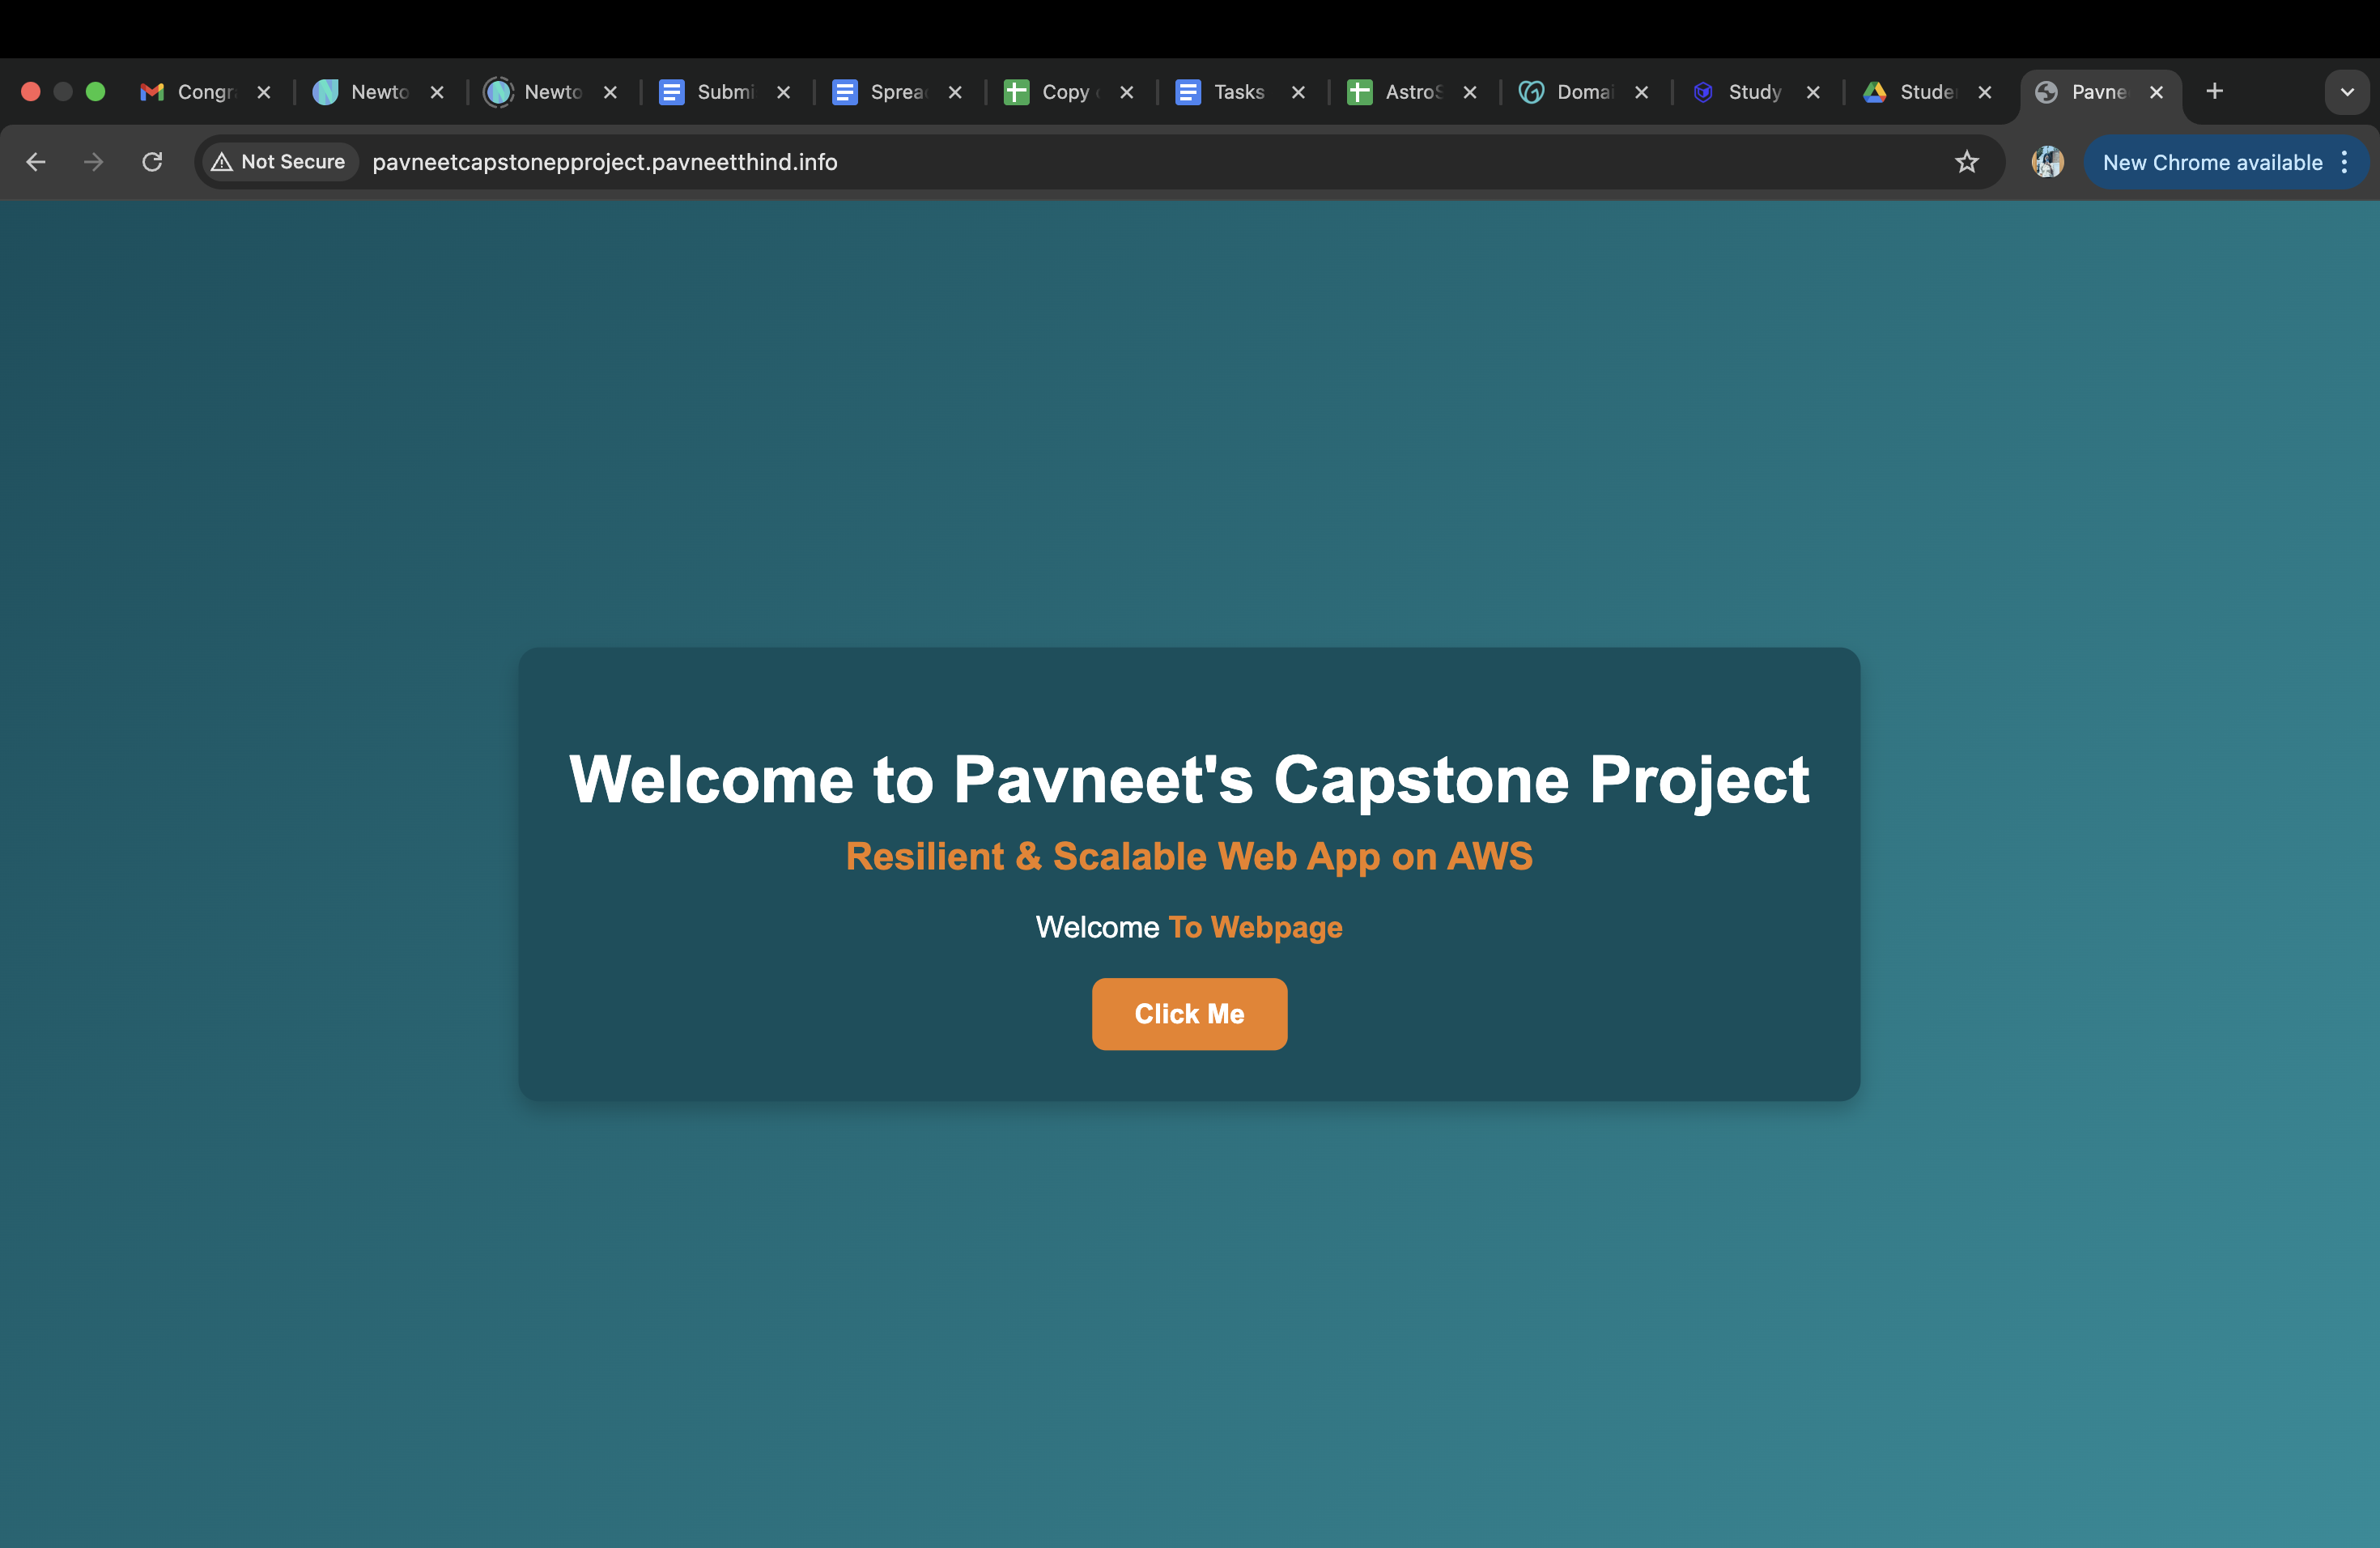 Congr
Newto
Newto
Submi
Sprea
Copy
Tasks
AstroS
Domai
Study
Stude
Pavne
Not Secure
pavneetcapstonepproject.pavneetthind.info
New Chrome available
Welcome to Pavneet's Capstone Project
Resilient & Scalable Web App on AWS
Welcome To Webpage
Click Me